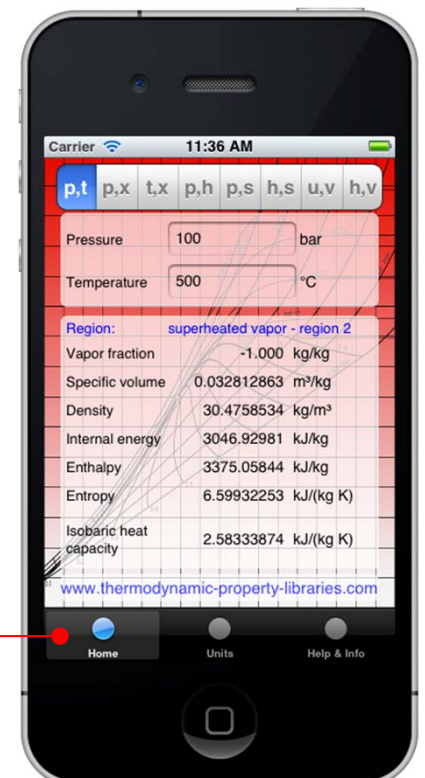 Carrier 11:36 AM
p,t p,x t,x p,h p,s h,s u,v h,v
Pressure 100 bar
Temperature 500 °C
Region: superheated vapor - region 2
Vapor fraction -1.000 kg/kg
Specific volume 0.032812863 m³/kg
Density 30.4758534 kg/m³
Internal energy 3046.92981 kJ/kg
Enthalpy 3375.05844 kJ/kg
Entropy 6.59932253 kJ/(kg K)
Isobaric heat
capacity 2.58333874 kJ/(kg K)
www.thermodynamic-property-libraries.com
Home Units Help & Info